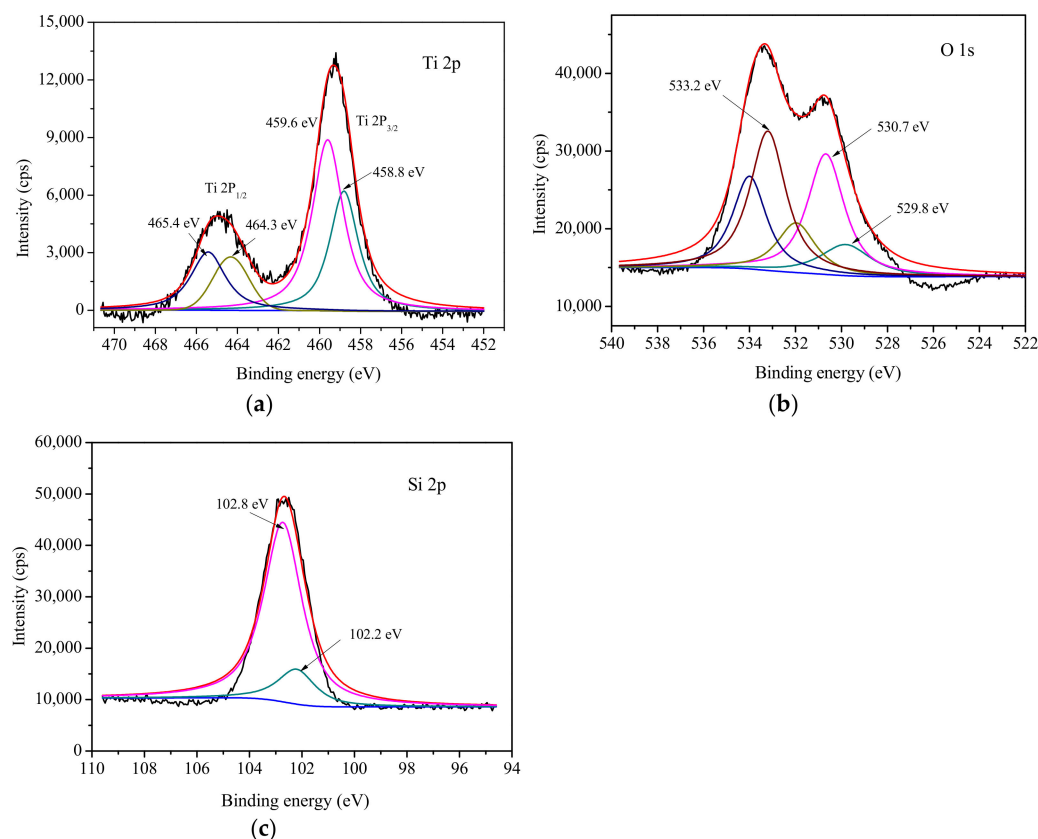 15,000
12,000
9,000
6,000
3,000
0
Intensity (cps)
Ti 2p
459.6 eV
Ti 2P3/2
458.8 eV
Ti 2P1/2
465.4 eV
464.3 eV
470 468 466 464 462 460 458 456 454 452
Binding energy (eV)
(a)
40,000
30,000
20,000
10,000
Intensity (cps)
O 1s
533.2 eV
530.7 eV
529.8 eV
540 538 536 534 532 530 528 526 524 522
Binding energy (eV)
(b)
60,000
50,000
40,000
30,000
20,000
10,000
0
Intensity (cps)
Si 2p
102.8 eV
102.2 eV
110 108 106 104 102 100 98 96 94
Binding energy (eV)
(c)